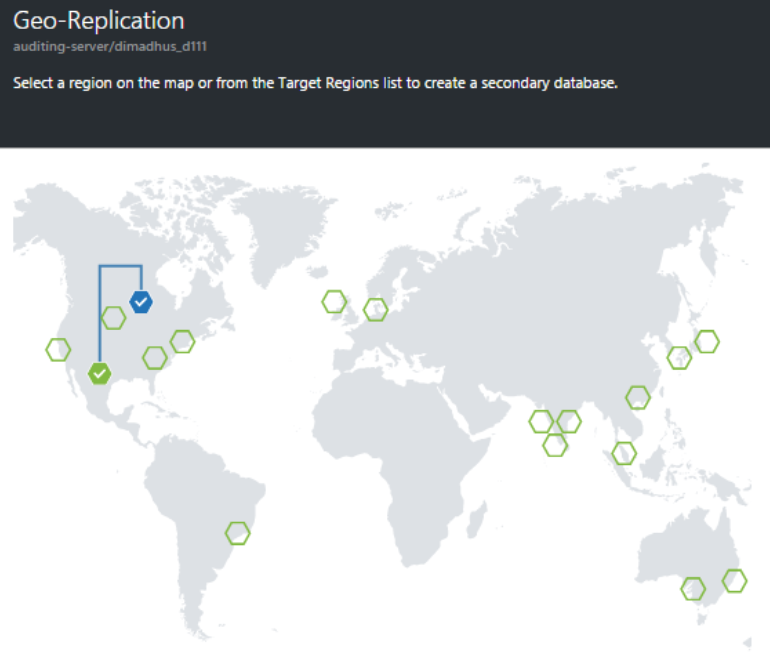 Geo-Replication
auditing-server/dimadhus_d111
Select a region on the map or from the Target Regions list to create a secondary database.